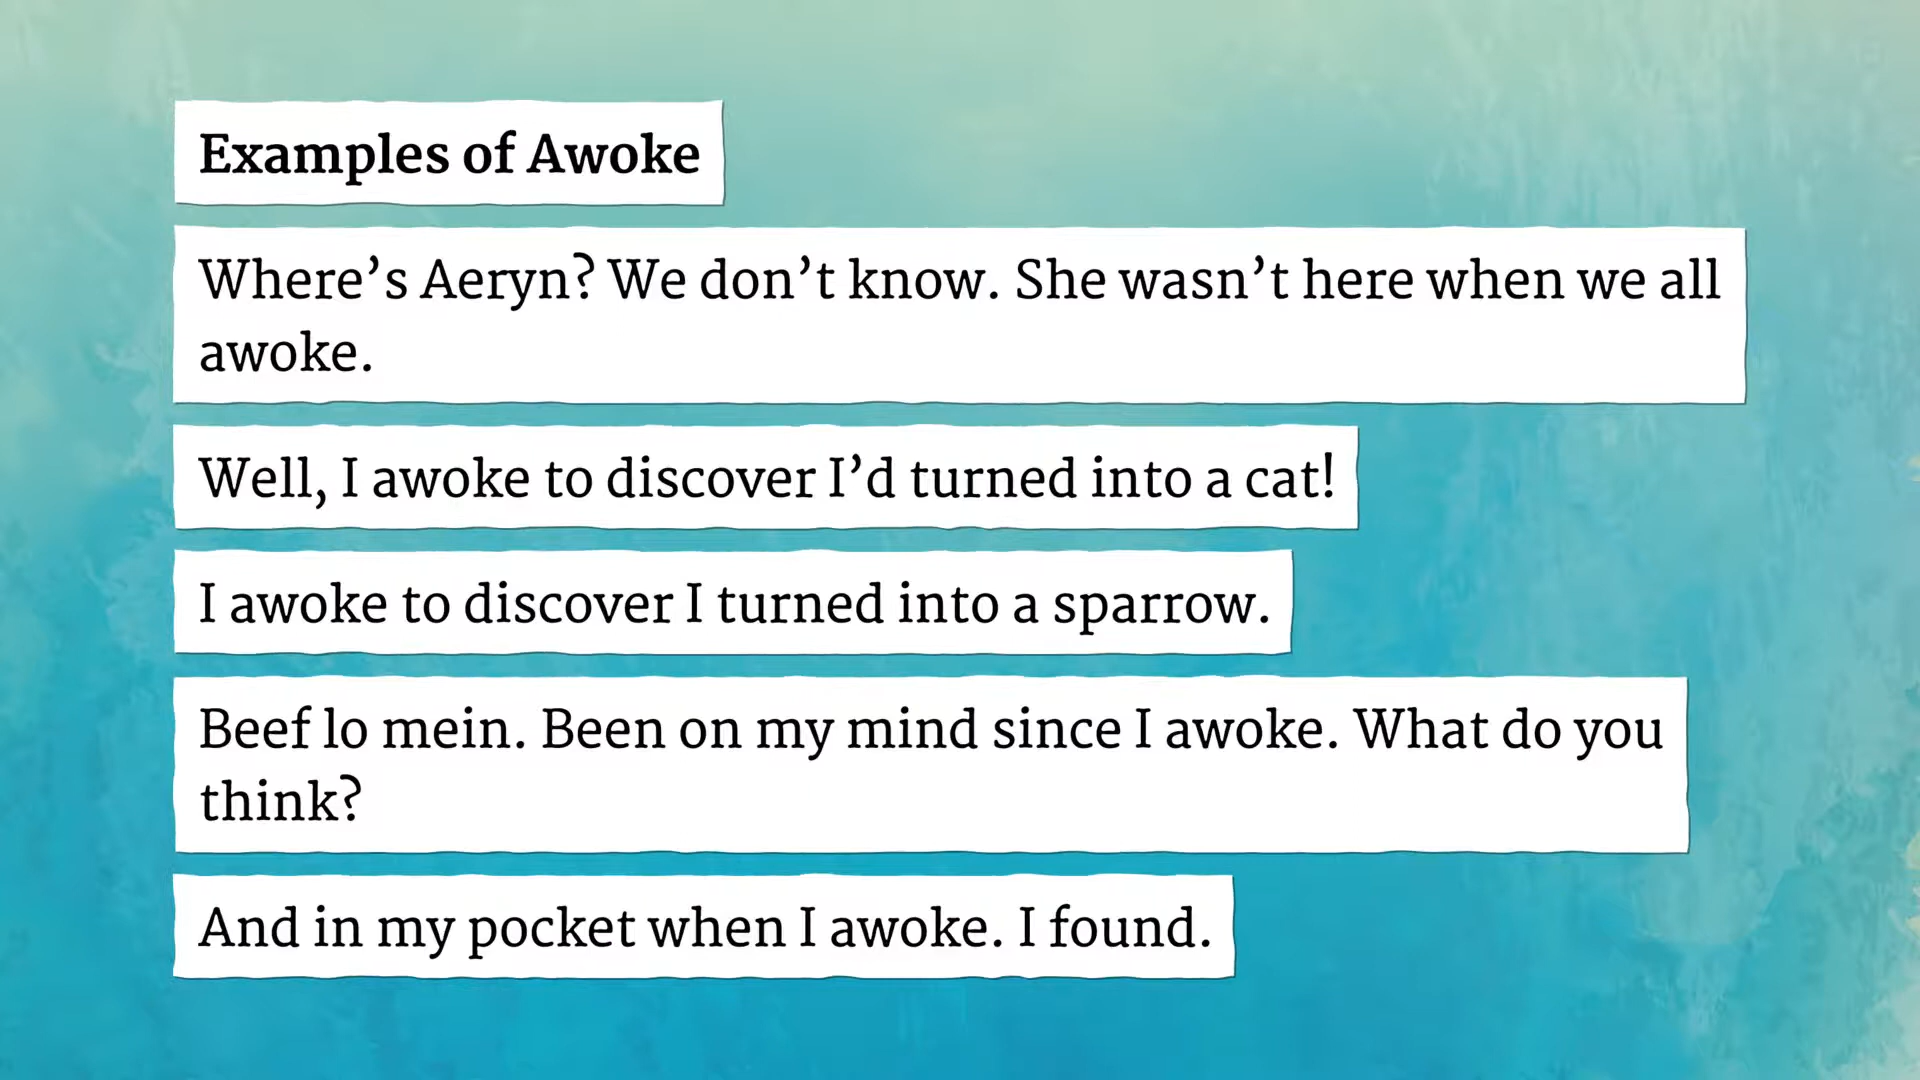 Examples of Awoke
Where’s Aeryn? We don’t know. She wasn’t here when we all
awoke.
Well, I awoke to discover I’d turned into a cat!
I awoke to discover I turned into a sparrow.
Beef lo mein. Been on my mind since I awoke. What do you
think?
And in my pocket when I awoke. I found.